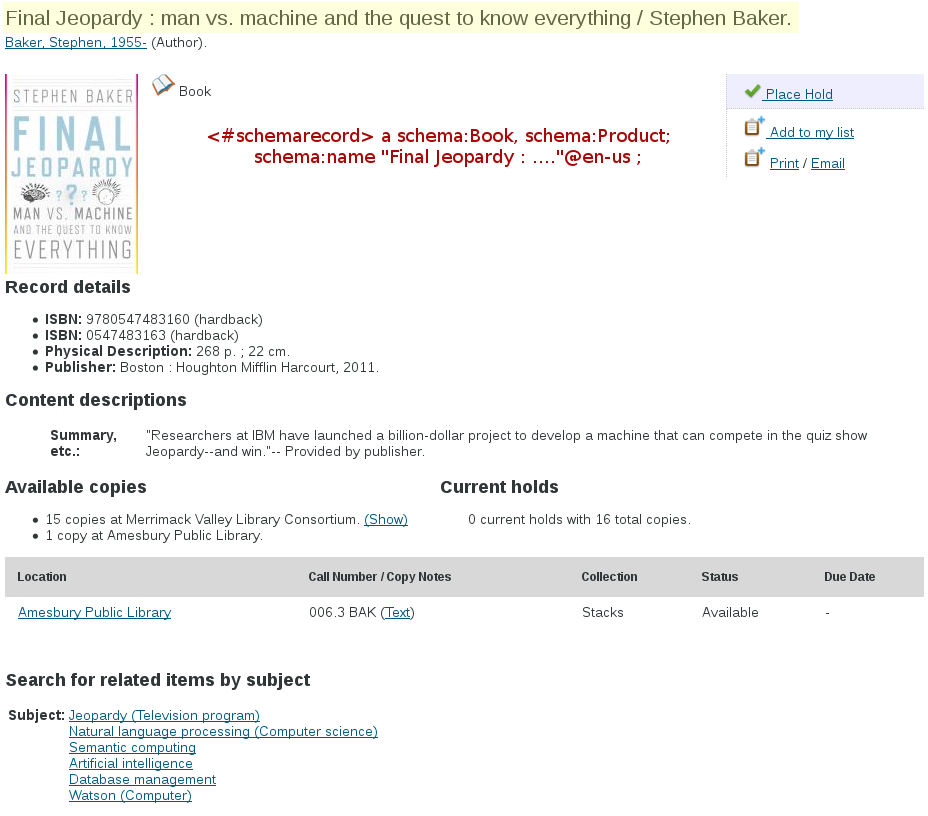 Final Jeopardy : man vs. machine and the quest to know everything / Stephen Baker.
Baker, Stephen, 1955- (Author).
STEPHEN BAKER
FINAL
JEOPARDY
???
MAN VS. MACHINE
AND THE QUEST TO KNOW
EVERYTHING
Book
<#schemarecord> a schema:Book, schema:Product;
schema:name "Final Jeopardy : ...."@en-us ;
Place Hold
Add to my list
Print / Email
Record details
• ISBN: 9780547483160 (hardback)
• ISBN: 0547483163 (hardback)
• Physical Description: 268 p. ; 22 cm.
• Publisher: Boston : Houghton Mifflin Harcourt, 2011.
Content descriptions
Summary, etc.: "Researchers at IBM have launched a billion-dollar project to develop a machine that can compete in the quiz show
Jeopardy--and win."-- Provided by publisher.
Available copies
• 15 copies at Merrimack Valley Library Consortium. (Show)
• 1 copy at Amesbury Public Library.
Current holds
0 current holds with 16 total copies.
Location Call Number / Copy Notes Collection Status Due Date
Amesbury Public Library 006.3 BAK (Text) Stacks Available -
Search for related items by subject
Subject: Jeopardy (Television program)
Natural language processing (Computer science)
Semantic computing
Artificial intelligence
Database management
Watson (Computer)